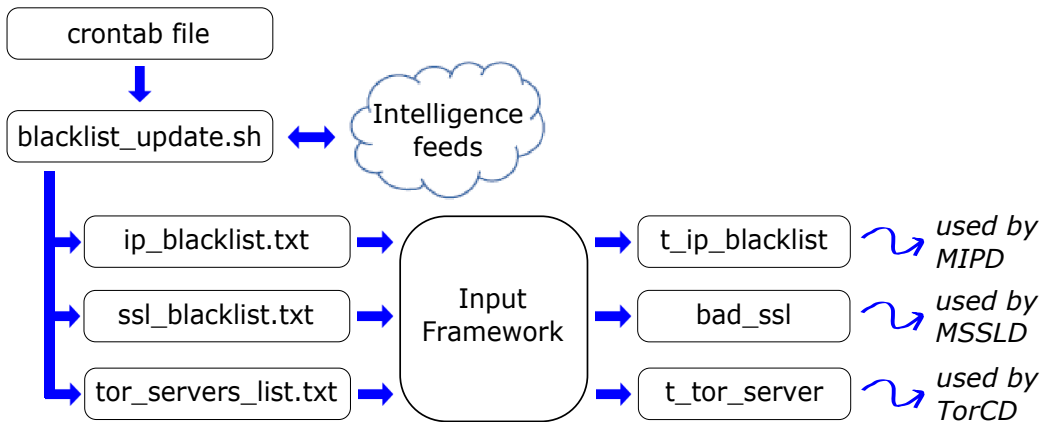 crontab file
blacklist_update.sh
Intelligence
feeds
ip_blacklist.txt
t_ip_blacklist
used by
MIPD
ssl_blacklist.txt
Input
Framework
bad_ssl
used by
MSSLD
tor_servers_list.txt
t_tor_server
used by
TorCD